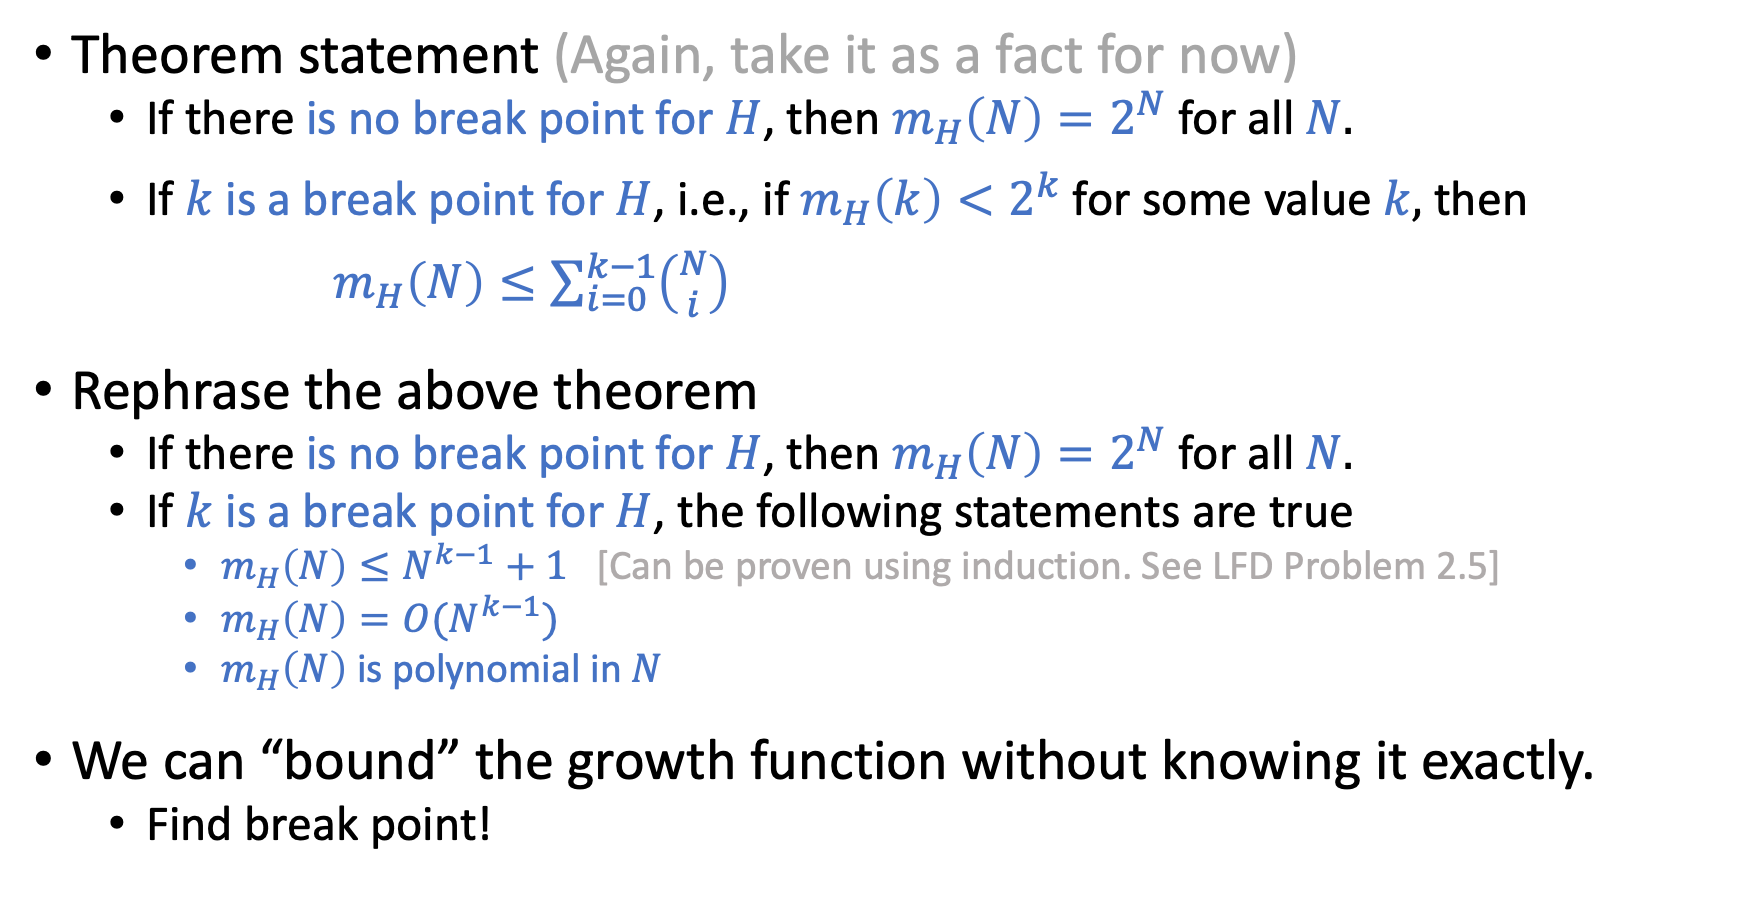 • Theorem statement (Again, take it as a fact for now)
• If there is no break point for H, then m_H(N) = 2^N for all N.
• If k is a break point for H, i.e., if m_H(k) < 2^k for some value k, then
m_H(N) ≤ ∑_{i=0}^{k−1} (N i)
• Rephrase the above theorem
• If there is no break point for H, then m_H(N) = 2^N for all N.
• If k is a break point for H, the following statements are true
• m_H(N) ≤ N^{k−1} + 1 [Can be proven using induction. See LFD Problem 2.5]
• m_H(N) = O(N^{k−1})
• m_H(N) is polynomial in N
• We can “bound” the growth function without knowing it exactly.
• Find break point!